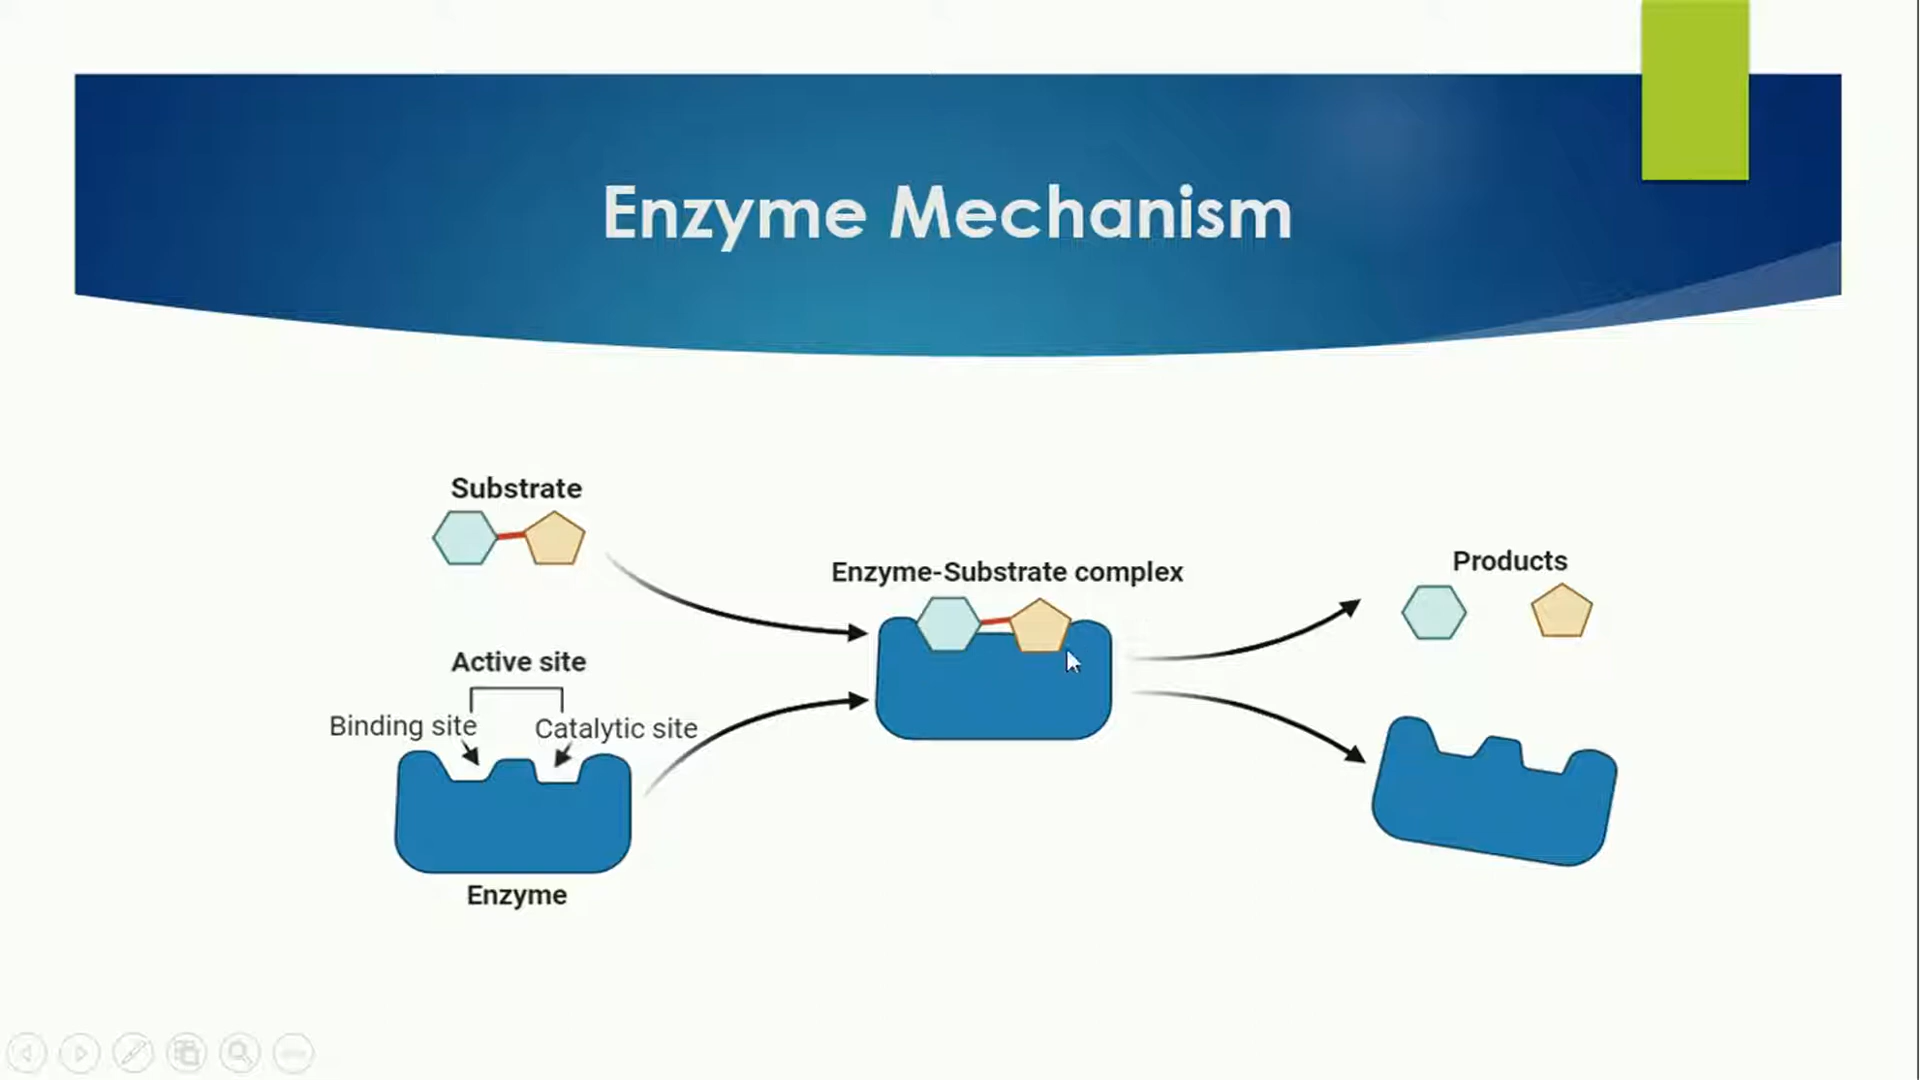 Enzyme Mechanism
Substrate
Active site
Binding site
Catalytic site
Enzyme
Enzyme-Substrate complex
Products